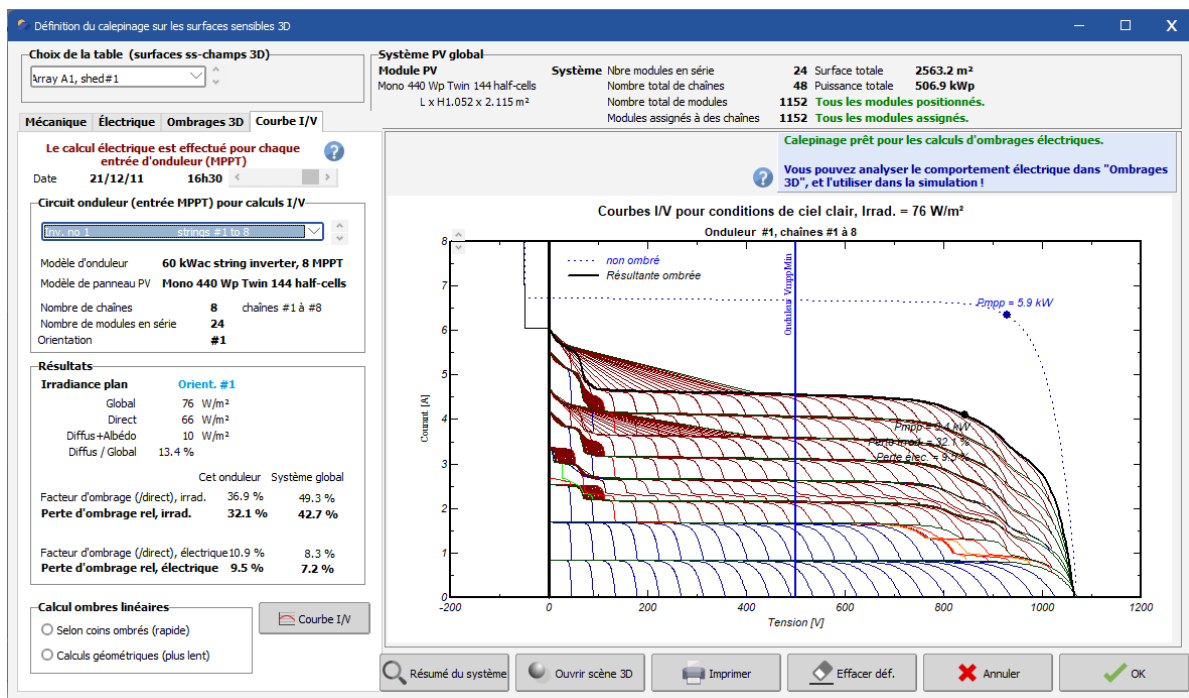 Définition du calepinage sur les surfaces sensibles 3D
Choix de la table (surfaces ss-champs 3D)
Array A1, shed#1
Système PV global
Module PV
Mono 440 Wp Twin 144 half-cells
L x H1.052 x 2.115 m²
Système Nbre modules en série 24 Surface totale 2563.2 m²
Nombre total de chaînes 48 Puissance totale 506.9 kWp
Nombre total de modules 1152 Tous les modules positionnés.
Modules assignés à des chaînes 1152 Tous les modules assignés.
Mécanique Électrique Ombrages 3D Courbe I/V
Le calcul électrique est effectué pour chaque
entrée d'onduleur (MPPT)
?
Date 21/12/11 16h30
Circuit onduleur (entrée MPPT) pour calculs I/V
Inv. no 1 strings #1 to 8
Modèle d'onduleur 60 kWac string inverter, 8 MPPT
Modèle de panneau PV Mono 440 Wp Twin 144 half-cells
Nombre de chaînes 8 chaînes #1 à #8
Nombre de modules en série 24
Orientation #1
Résultats
Irradiance plan Orient. #1
Global 76 W/m²
Direct 66 W/m²
Diffus+Albédo 10 W/m²
Diffus / Global 13.4 %
Cet onduleur Système global
Facteur d'ombrage (/direct), irrad. 36.9 % 49.3 %
Perte d'ombrage rel, irrad. 32.1 % 42.7 %
Facteur d'ombrage (/direct), électrique 10.9 % 8.3 %
Perte d'ombrage rel, électrique 9.5 % 7.2 %
Calcul ombres linéaires
Selon coins ombrés (rapide)
Calculs géométriques (plus lent)
Courbe I/V
Calepinage prêt pour les calculs d'ombrages électriques.
?
Vous pouvez analyser le comportement électrique dans "Ombrages
3D", et l'utiliser dans la simulation !
Courbes I/V pour conditions de ciel clair, Irrad. = 76 W/m²
Onduleur #1, chaînes #1 à 8
non ombré
Résultante ombrée
Onduleur VmppMin
Pmpp = 5.9 kW
Pmpp = 3.4 kW
Perte irrad. = 32.1 %
Perte élec. = 9.5 %
Courant [A]
8
7
6
5
4
3
2
1
0
-200 0 200 400 600 800 1000 1200
Tension [V]
Résumé du système
Ouvrir scène 3D
Imprimer
Effacer déf.
Annuler
OK